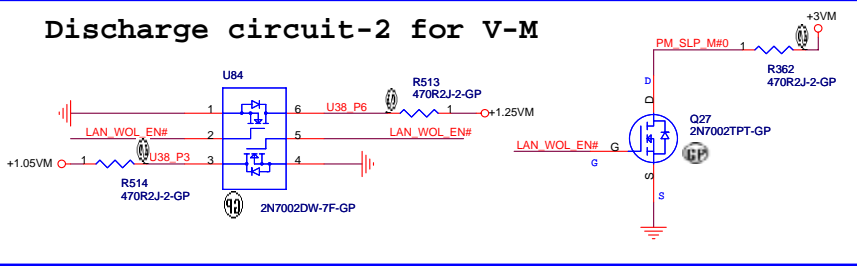 Discharge circuit-2 for V-M
+3VM
PM_SLP_M#0 1
R362
470R2J-2-GP
U84
R513
470R2J-2-GP
1 6 U38_P6 1 +1.25VM
LAN_WOL_EN# 2 5 LAN_WOL_EN#
+1.05VM 1 U38_P3 3 4
R514
470R2J-2-GP
2N7002DW-7F-GP
D
D
Q27
2N7002TPT-GP
LAN_WOL_EN# G
G
GP
S
S